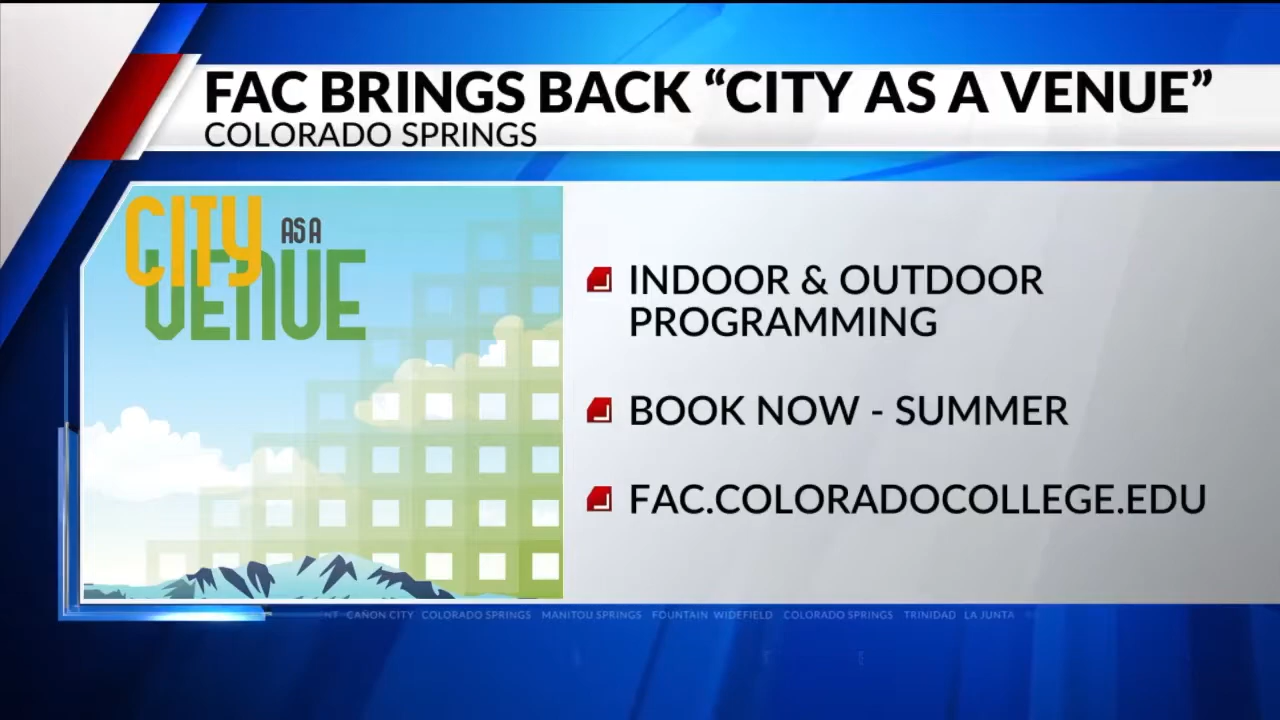 FAC BRINGS BACK “CITY AS A VENUE”
COLORADO SPRINGS
CITY AS A
VENUE
INDOOR & OUTDOOR
PROGRAMMING
BOOK NOW - SUMMER
FAC.COLORADOCOLLEGE.EDU
CAÑON CITY COLORADO SPRINGS MANITOU SPRINGS FOUNTAIN WIDEFIELD COLORADO SPRINGS TRINIDAD LA JUNTA